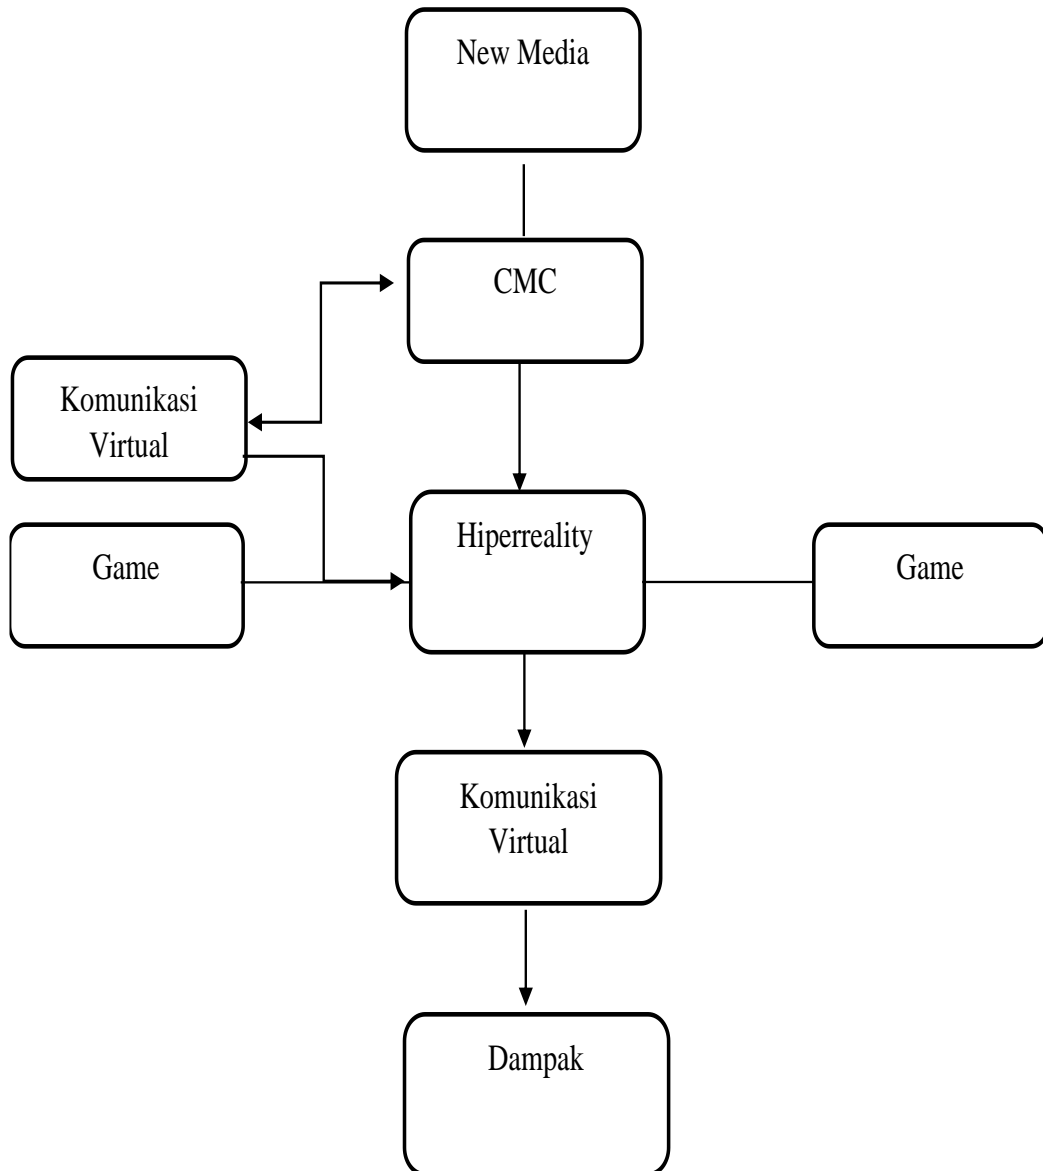 New Media
CMC
Komunikasi
Virtual
Game
Hiperreality
Game
Komunikasi
Virtual
Dampak